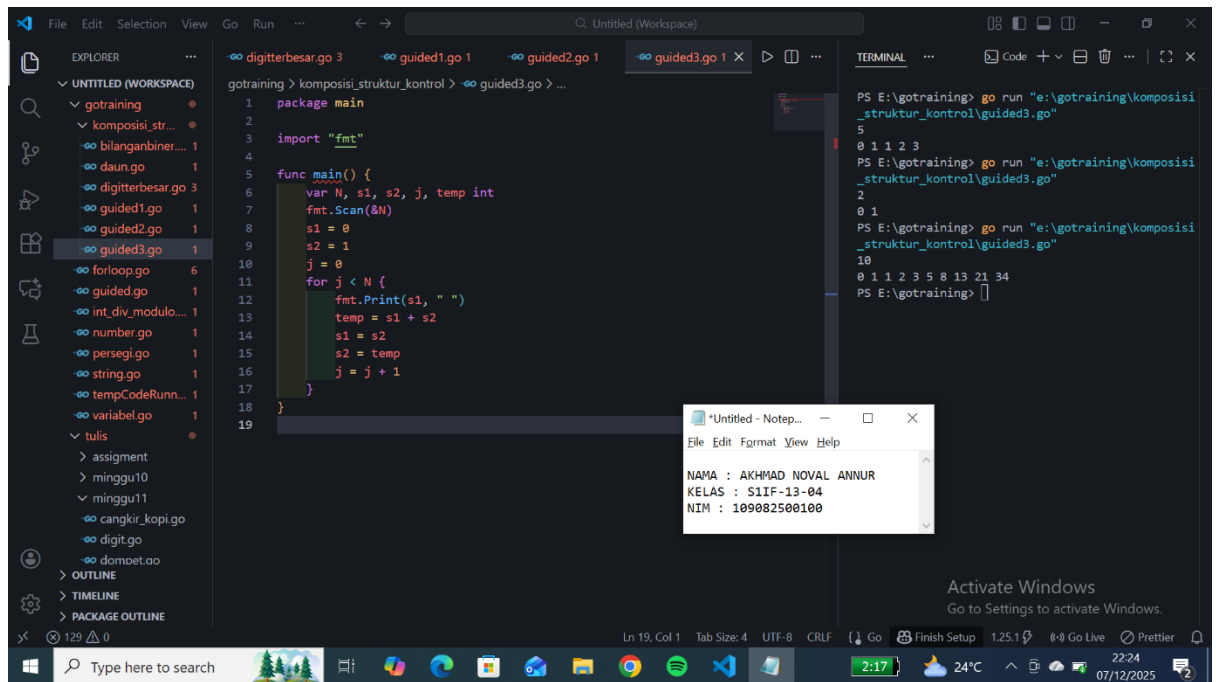 File Edit Selection View Go Run ··· Untitled (Workspace)
EXPLORER ···
UNTITLED (WORKSPACE)
gotraining
komposisi_str...
bilanganbiner.... 1
daun.go 1
digitterbesar.go 3
guided1.go 1
guided2.go 1
guided3.go 1
forloop.go 6
guided.go 1
int_div_modulo.... 1
number.go 1
persegi.go 1
string.go 1
tempCodeRunn... 1
variabel.go 1
tulis
assigment
minggu10
minggu11
cangkir_kopi.go
digit.go
dompet.go
OUTLINE
TIMELINE
PACKAGE OUTLINE
digitterbesar.go 3 guided1.go 1 guided2.go 1 guided3.go 1 ···
gotraining > komposisi_struktur_kontrol > guided3.go > ...
1 package main
2
3 import "fmt"
4
5 func main() {
6 var N, s1, s2, j, temp int
7 fmt.Scan(&N)
8 s1 = 0
9 s2 = 1
10 j = 0
11 for j < N {
12 fmt.Print(s1, " ")
13 temp = s1 + s2
14 s1 = s2
15 s2 = temp
16 j = j + 1
17 }
18 }
19
TERMINAL ··· Code ···
PS E:\gotraining> go run "e:\gotraining\komposisi
_struktur_kontrol\guided3.go"
5
0 1 1 2 3
PS E:\gotraining> go run "e:\gotraining\komposisi
_struktur_kontrol\guided3.go"
2
0 1
PS E:\gotraining> go run "e:\gotraining\komposisi
_struktur_kontrol\guided3.go"
10
0 1 1 2 3 5 8 13 21 34
PS E:\gotraining>
*Untitled - Notep...
File Edit Format View Help
NAMA : AKHMAD NOVAL ANNUR
KELAS : S1IF-13-04
NIM : 109082500100
Activate Windows
Go to Settings to activate Windows.
129 0 Ln 19, Col 1 Tab Size: 4 UTF-8 CRLF Go Finish Setup 1.25.1 Go Live Prettier
Type here to search 2:17 24°C 22:24
07/12/2025
2